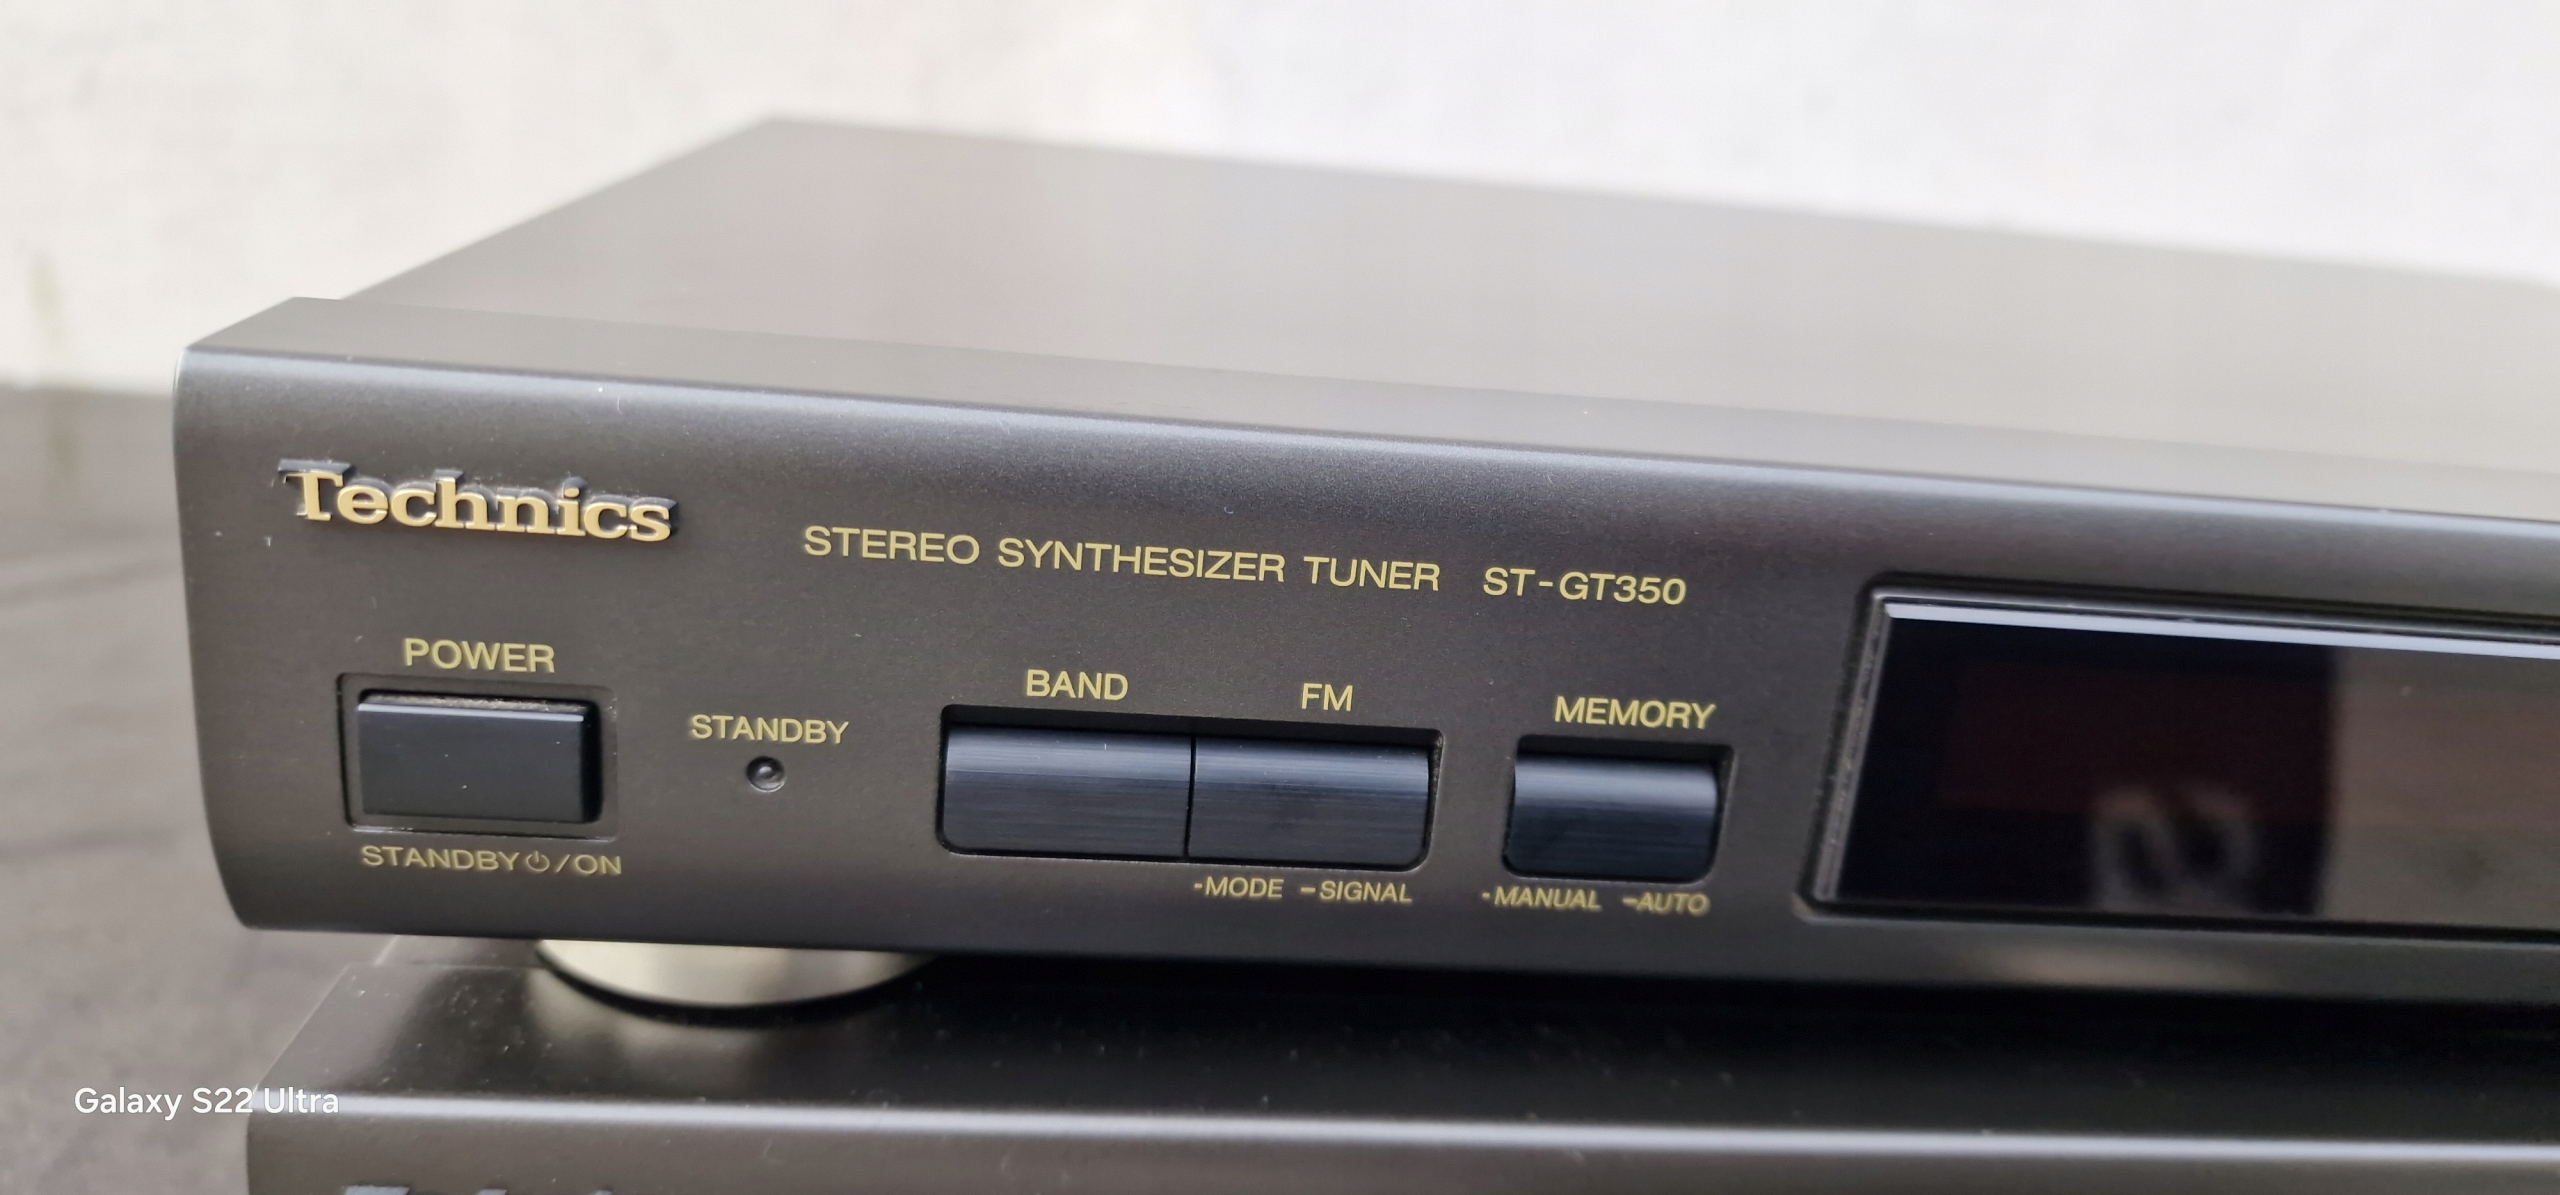 Technics
STEREO SYNTHESIZER TUNER ST-GT350
POWER
STANDBY⏻/ON
STANDBY
BAND FM
-MODE –SIGNAL
MEMORY
-MANUAL –AUTO
Galaxy S22 Ultra